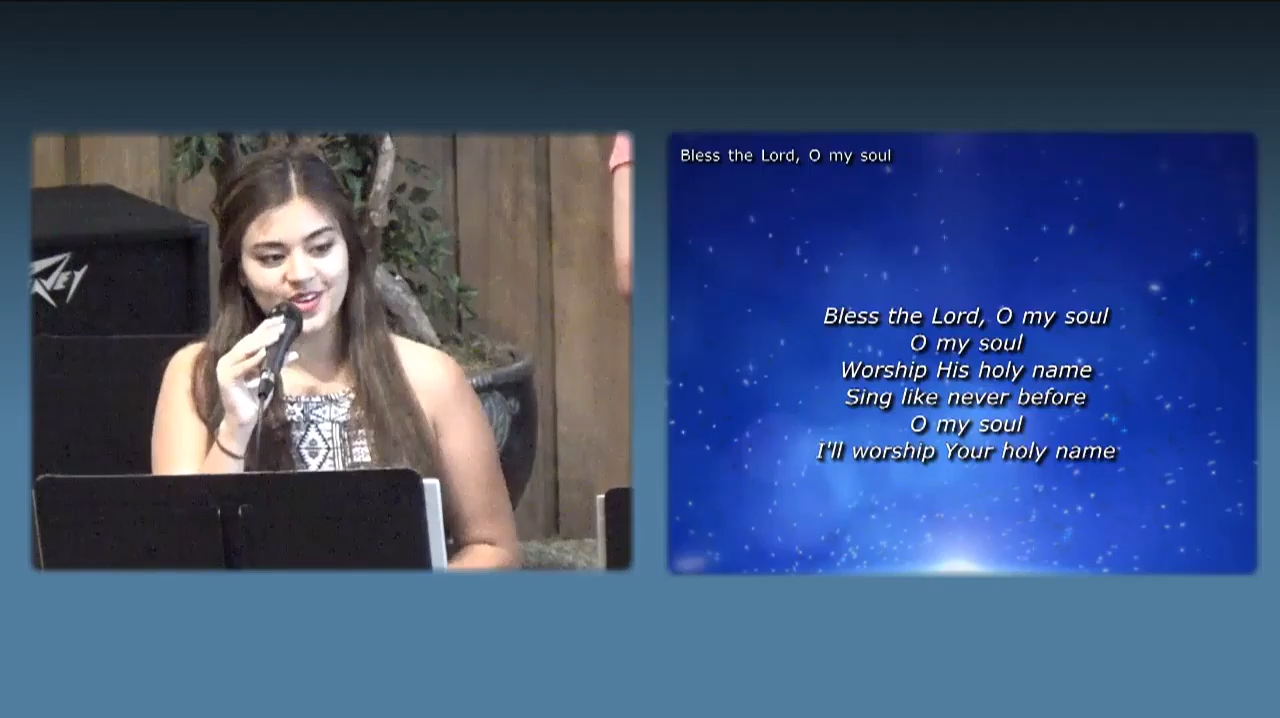 Bless the Lord, O my soul
Bless the Lord, O my soul
O my soul
Worship His holy name
Sing like never before
O my soul
I'll worship Your holy name